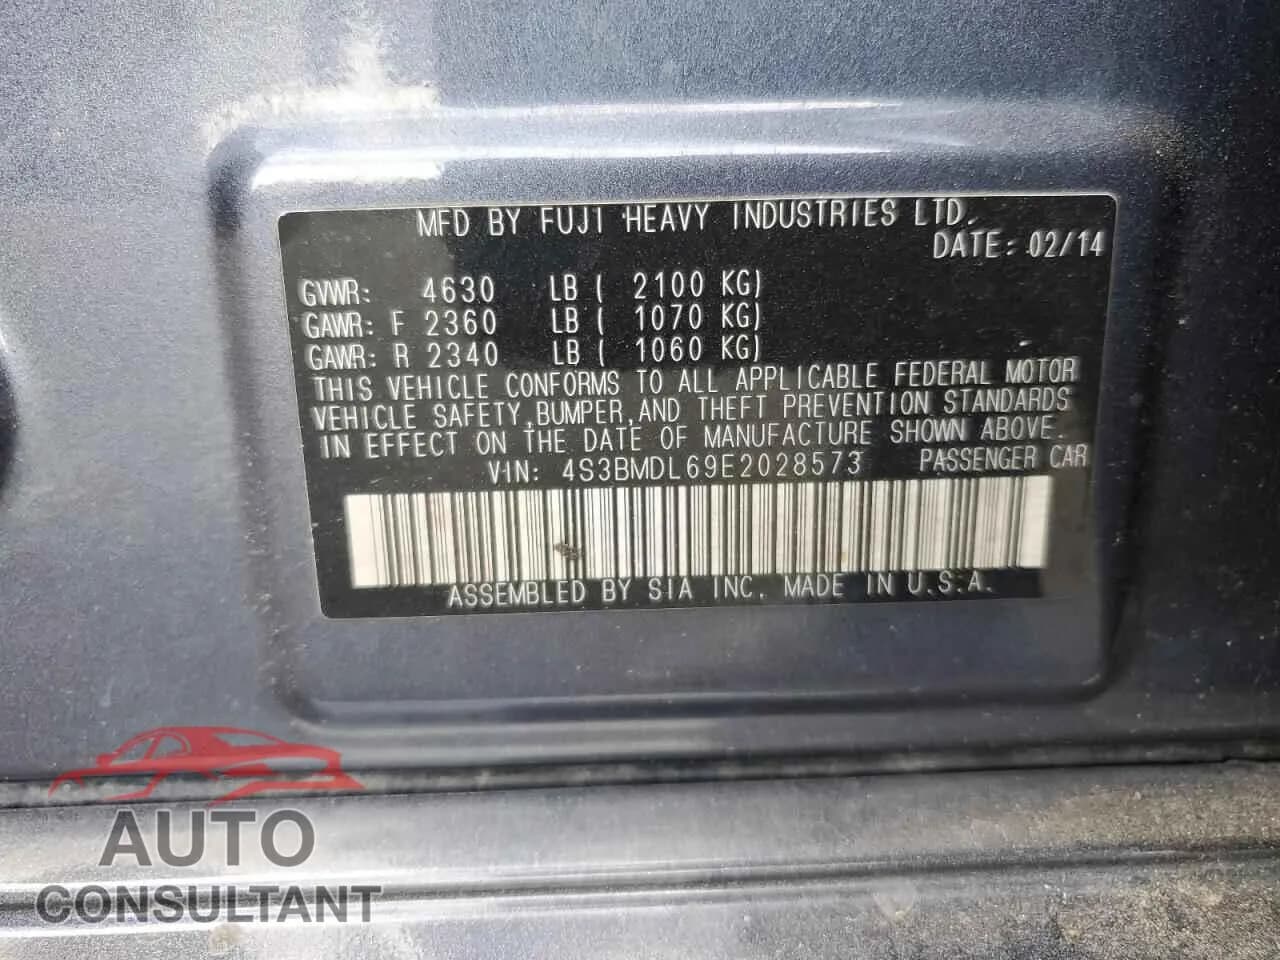 MFD BY FUJI HEAVY INDUSTRIES LTD.
DATE: 02/14
GVWR: 4630 LB ( 2100 KG)
GAWR: F 2360 LB ( 1070 KG)
GAWR: R 2340 LB ( 1060 KG)
THIS VEHICLE CONFORMS TO ALL APPLICABLE FEDERAL MOTOR
VEHICLE SAFETY, BUMPER, AND THEFT PREVENTION STANDARDS
IN EFFECT ON THE DATE OF MANUFACTURE SHOWN ABOVE.
VIN: 4S3BMDL69E2028573 PASSENGER CAR
ASSEMBLED BY SIA INC. MADE IN U.S.A.
AUTO
CONSULTANT